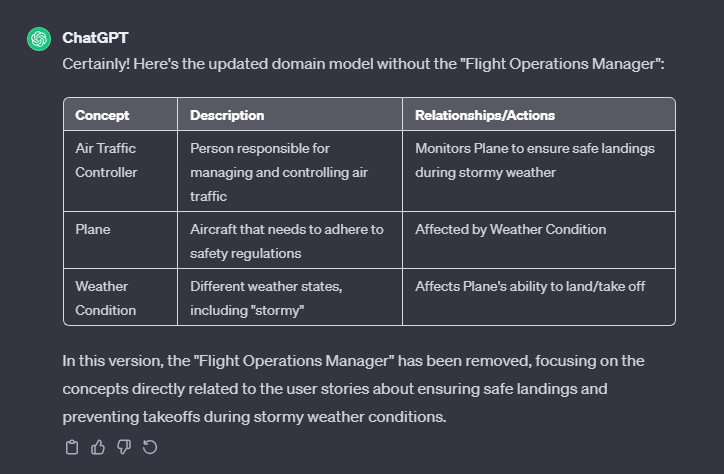 ChatGPT
Certainly! Here's the updated domain model without the "Flight Operations Manager":
Concept Description Relationships/Actions
Air Traffic Controller Person responsible for managing and controlling air traffic Monitors Plane to ensure safe landings during stormy weather
Plane Aircraft that needs to adhere to safety regulations Affected by Weather Condition
Weather Condition Different weather states, including "stormy" Affects Plane's ability to land/take off
In this version, the "Flight Operations Manager" has been removed, focusing on the
concepts directly related to the user stories about ensuring safe landings and
preventing takeoffs during stormy weather conditions.